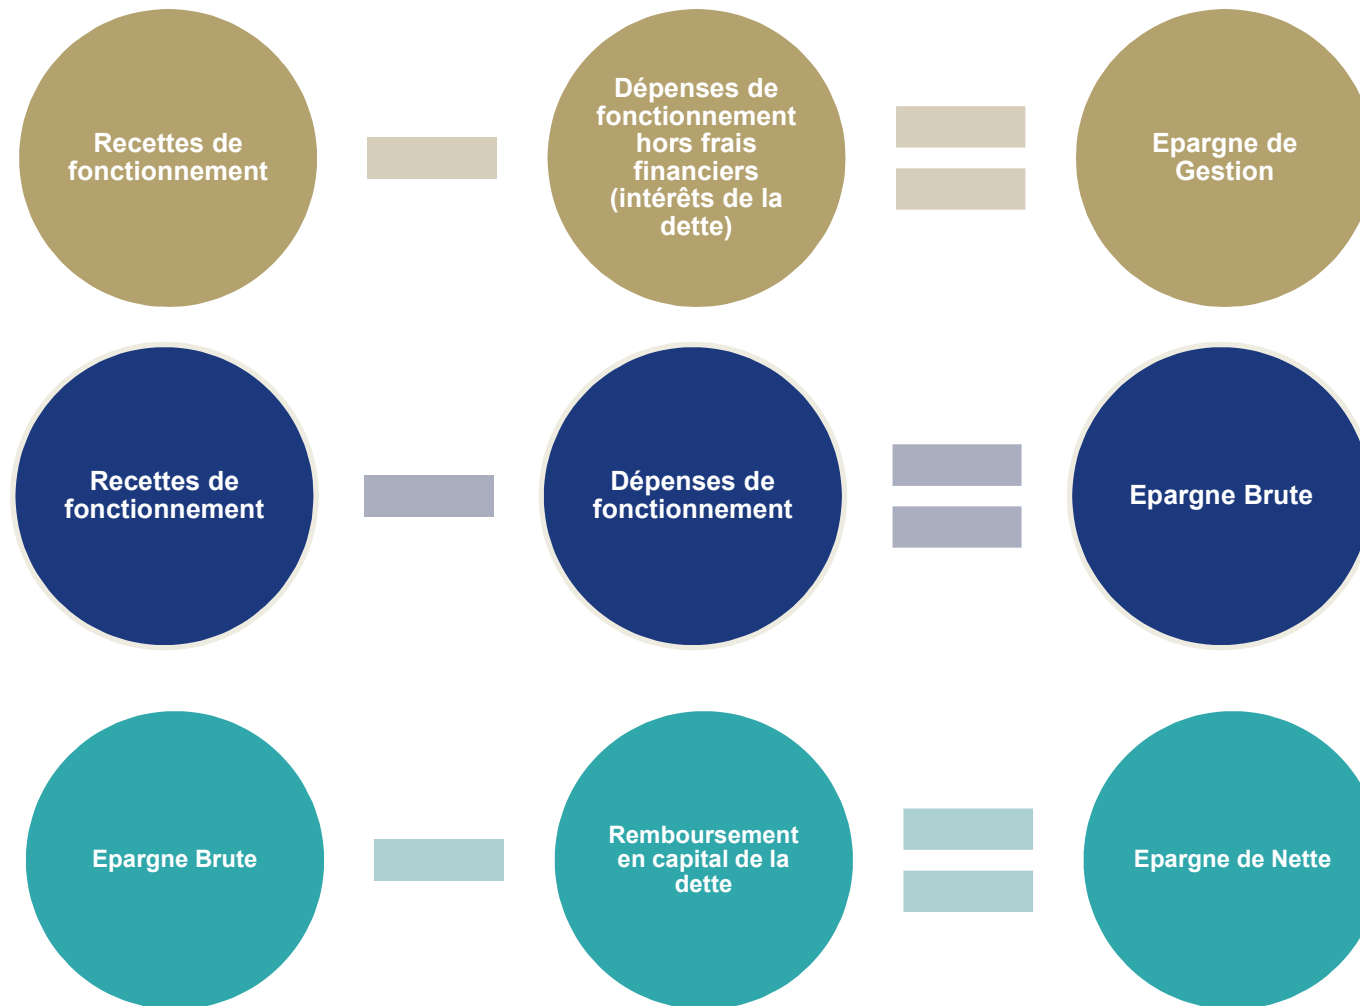 Recettes de
fonctionnement
Dépenses de
fonctionnement
hors frais
financiers
(intérêts de la
dette)
Epargne de
Gestion
Recettes de
fonctionnement
Dépenses de
fonctionnement
Epargne Brute
Epargne Brute
Remboursement
en capital de la
dette
Epargne de Nette